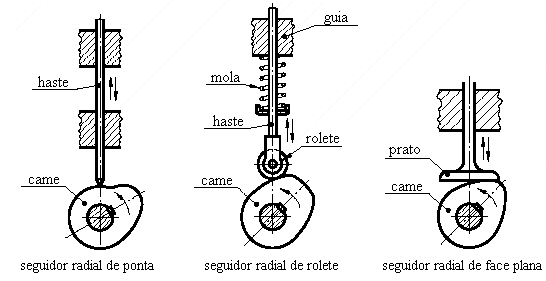 guia
haste
mola
haste
rolete
prato
came
came
came
seguidor radial de ponta
seguidor radial de rolete
seguidor radial de face plana